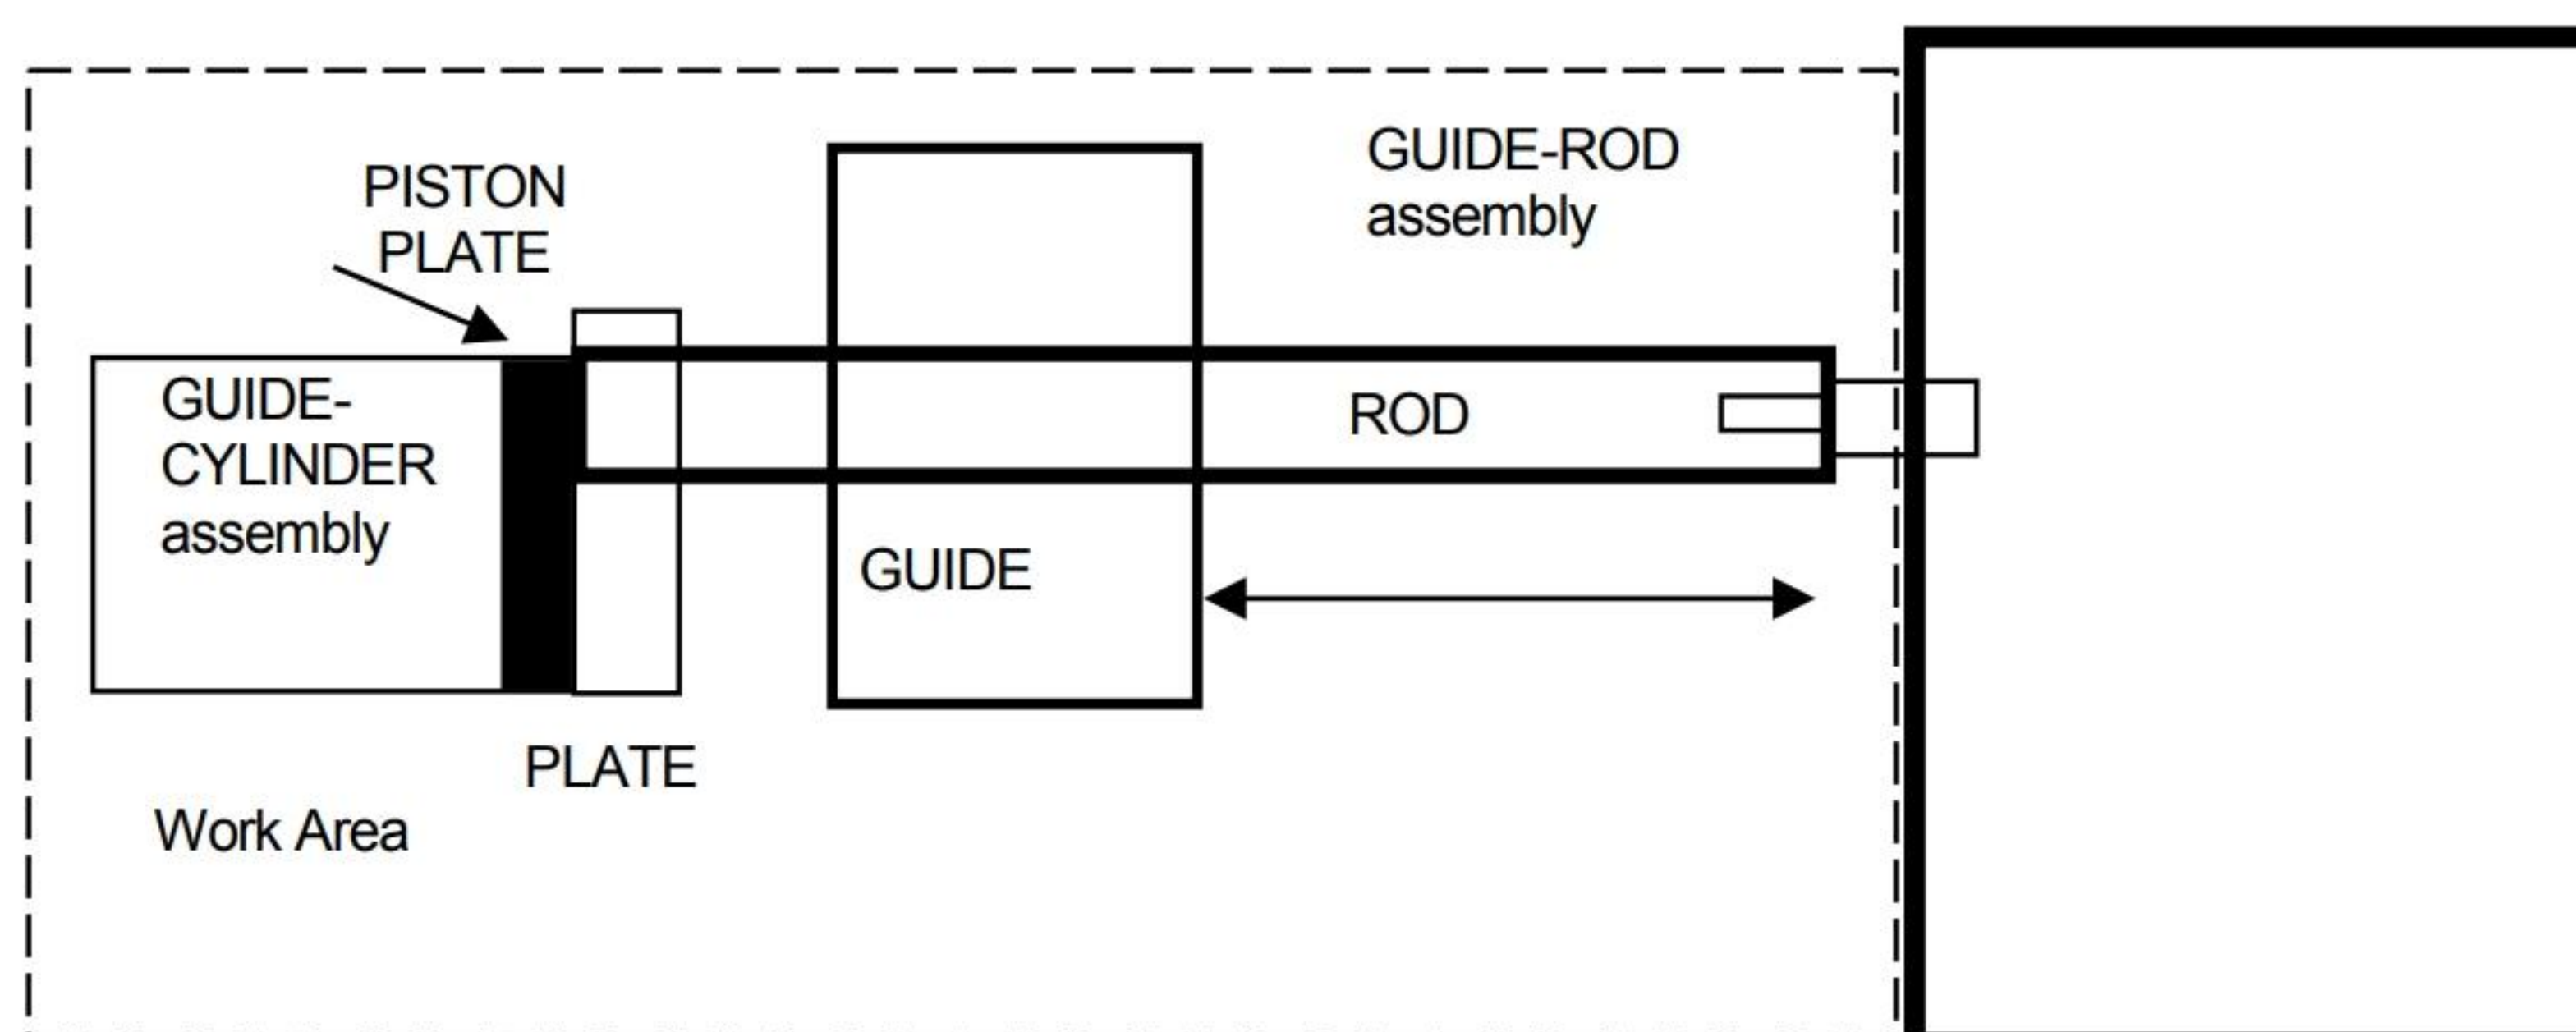 GUIDE-ROD
assembly
PISTON
PLATE
GUIDE-
CYLINDER
assembly
ROD
GUIDE
PLATE
Work Area